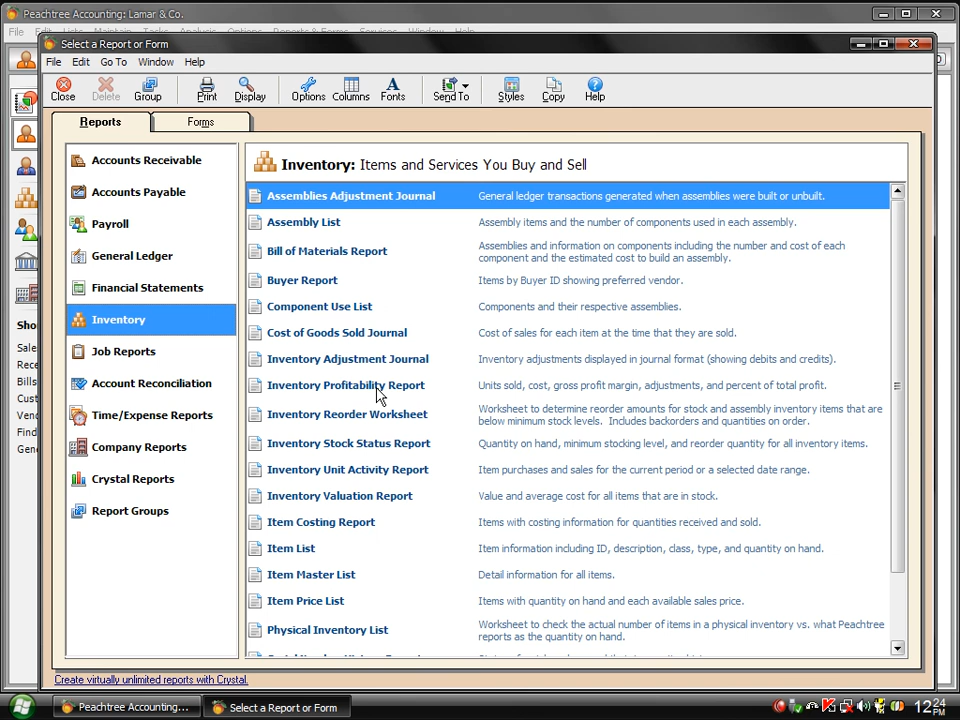 Peachtree Accounting: Lamar & Co.
Select a Report or Form
File Edit Go To Window Help
Close Delete Group Print Display Options Columns Fonts Send To Styles Copy Help
Reports Forms
Accounts Receivable
Accounts Payable
Payroll
General Ledger
Financial Statements
Inventory
Job Reports
Account Reconciliation
Time/Expense Reports
Company Reports
Crystal Reports
Report Groups
Inventory: Items and Services You Buy and Sell
Assemblies Adjustment Journal General ledger transactions generated when assemblies were built or unbuilt.
Assembly List Assembly items and the number of components used in each assembly.
Bill of Materials Report Assemblies and information on components including the number and cost of each
component and the estimated cost to build an assembly.
Buyer Report Items by Buyer ID showing preferred vendor.
Component Use List Components and their respective assemblies.
Cost of Goods Sold Journal Cost of sales for each item at the time that they are sold.
Inventory Adjustment Journal Inventory adjustments displayed in journal format (showing debits and credits).
Inventory Profitability Report Units sold, cost, gross profit margin, adjustments, and percent of total profit.
Inventory Reorder Worksheet Worksheet to determine reorder amounts for stock and assembly inventory items that are
below minimum stock levels. Includes backorders and quantities on order.
Inventory Stock Status Report Quantity on hand, minimum stocking level, and reorder quantity for all inventory items.
Inventory Unit Activity Report Item purchases and sales for the current period or a selected date range.
Inventory Valuation Report Value and average cost for all items that are in stock.
Item Costing Report Items with costing information for quantities received and sold.
Item List Item information including ID, description, class, type, and quantity on hand.
Item Master List Detail information for all items.
Item Price List Items with quantity on hand and each available sales price.
Physical Inventory List Worksheet to check the actual number of items in a physical inventory vs. what Peachtree
reports as the quantity on hand.
Create virtually unlimited reports with Crystal.
Sho
Sale
Rece
Bills
Cust
Vend
Find
Gene
Peachtree Accounting... Select a Report or Form 12:24 PM